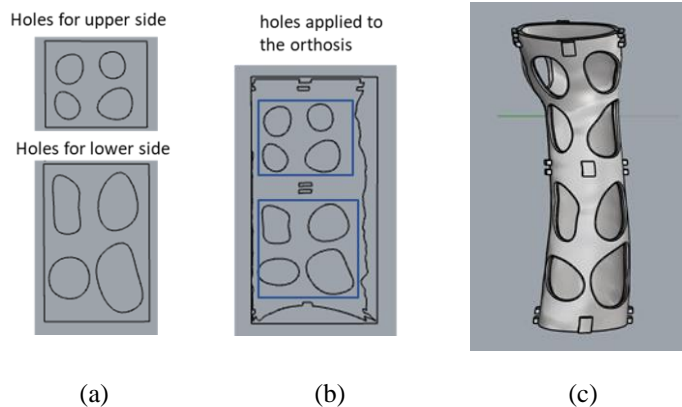 Holes for upper side
Holes for lower side
holes applied to
the orthosis
(a)
(b)
(c)